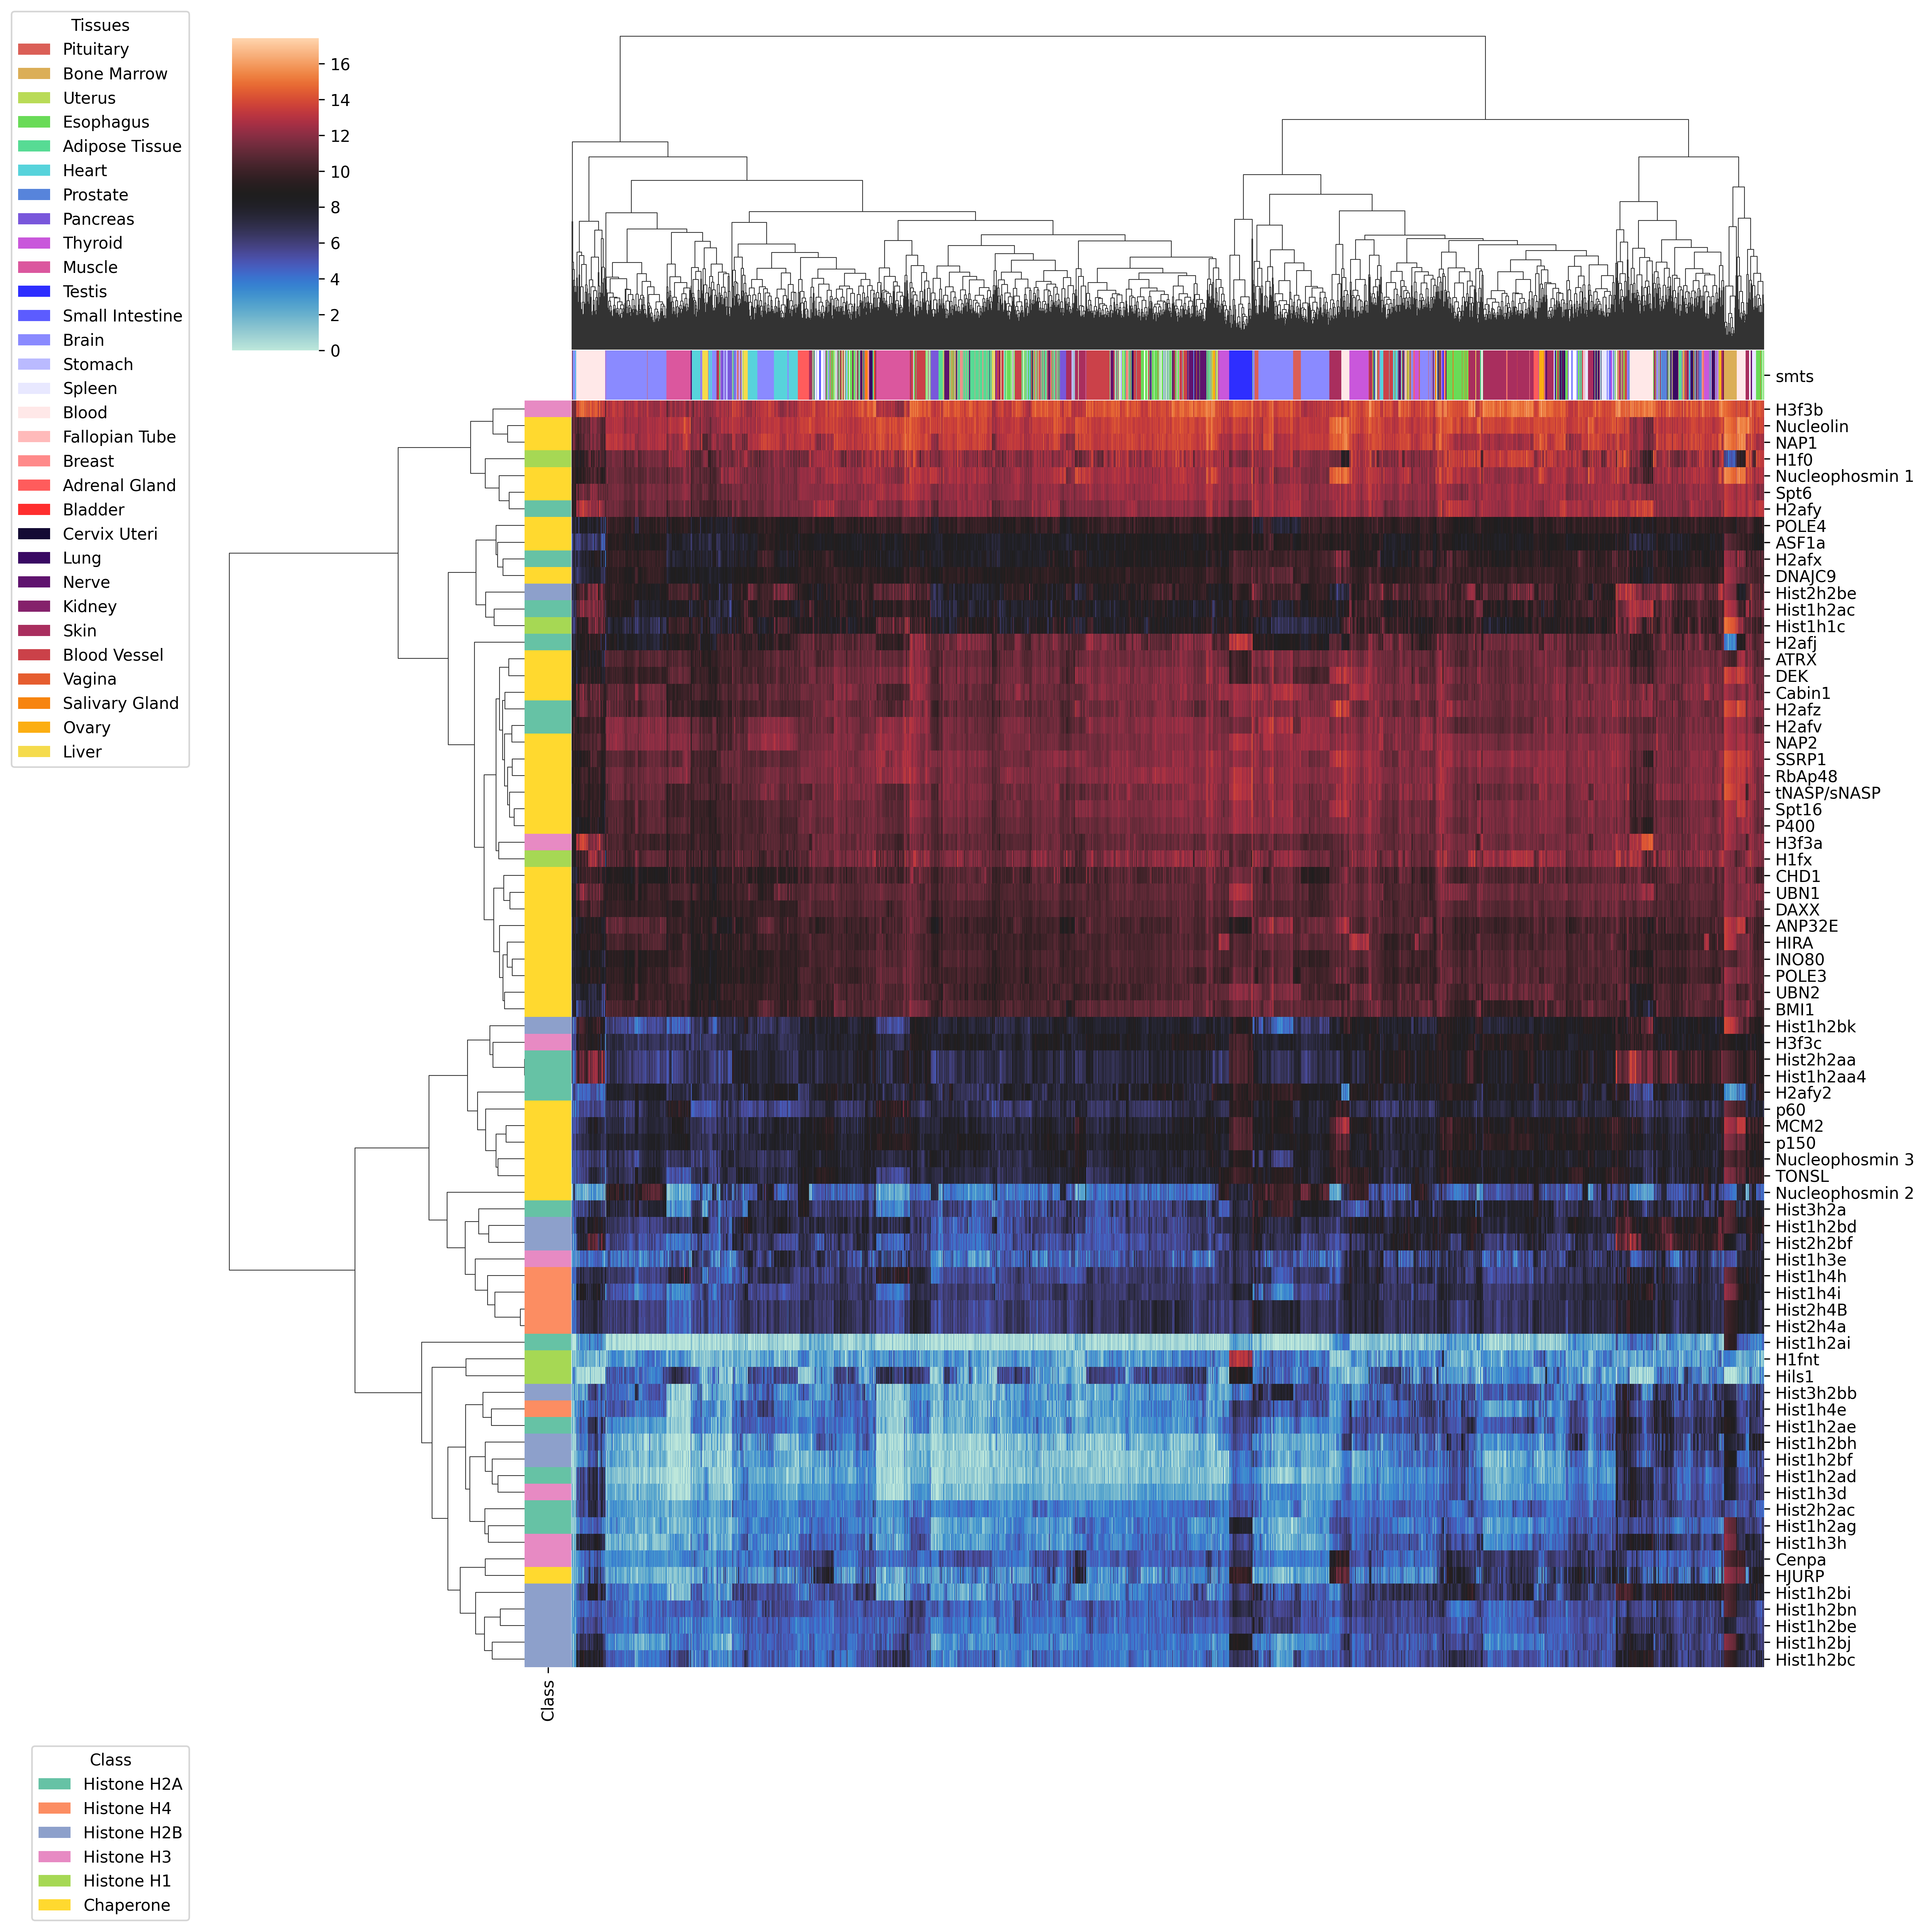 Tissues
Pituitary
Bone Marrow
Uterus
Esophagus
Adipose Tissue
Heart
Prostate
Pancreas
Thyroid
Muscle
Testis
Small Intestine
Brain
Stomach
Spleen
Blood
Fallopian Tube
Breast
Adrenal Gland
Bladder
Cervix Uteri
Lung
Nerve
Kidney
Skin
Blood Vessel
Vagina
Salivary Gland
Ovary
Liver
16
14
12
10
8
6
4
2
0
smts
H3f3b
Nucleolin
NAP1
H1f0
Nucleophosmin 1
Spt6
H2afy
POLE4
ASF1a
H2afx
DNAJC9
Hist2h2be
Hist1h2ac
Hist1h1c
H2afj
ATRX
DEK
Cabin1
H2afz
H2afv
NAP2
SSRP1
RbAp48
tNASP/sNASP
Spt16
P400
H3f3a
H1fx
CHD1
UBN1
DAXX
ANP32E
HIRA
INO80
POLE3
UBN2
BMI1
Hist1h2bk
H3f3c
Hist2h2aa
Hist1h2aa4
H2afy2
p60
MCM2
p150
Nucleophosmin 3
TONSL
Nucleophosmin 2
Hist3h2a
Hist1h2bd
Hist2h2bf
Hist1h3e
Hist1h4h
Hist1h4i
Hist2h4B
Hist2h4a
Hist1h2ai
H1fnt
Hils1
Hist3h2bb
Hist1h4e
Hist1h2ae
Hist1h2bh
Hist1h2bf
Hist1h2ad
Hist1h3d
Hist2h2ac
Hist1h2ag
Hist1h3h
Cenpa
HJURP
Hist1h2bi
Hist1h2bn
Hist1h2be
Hist1h2bj
Hist1h2bc
Class
Class
Histone H2A
Histone H4
Histone H2B
Histone H3
Histone H1
Chaperone